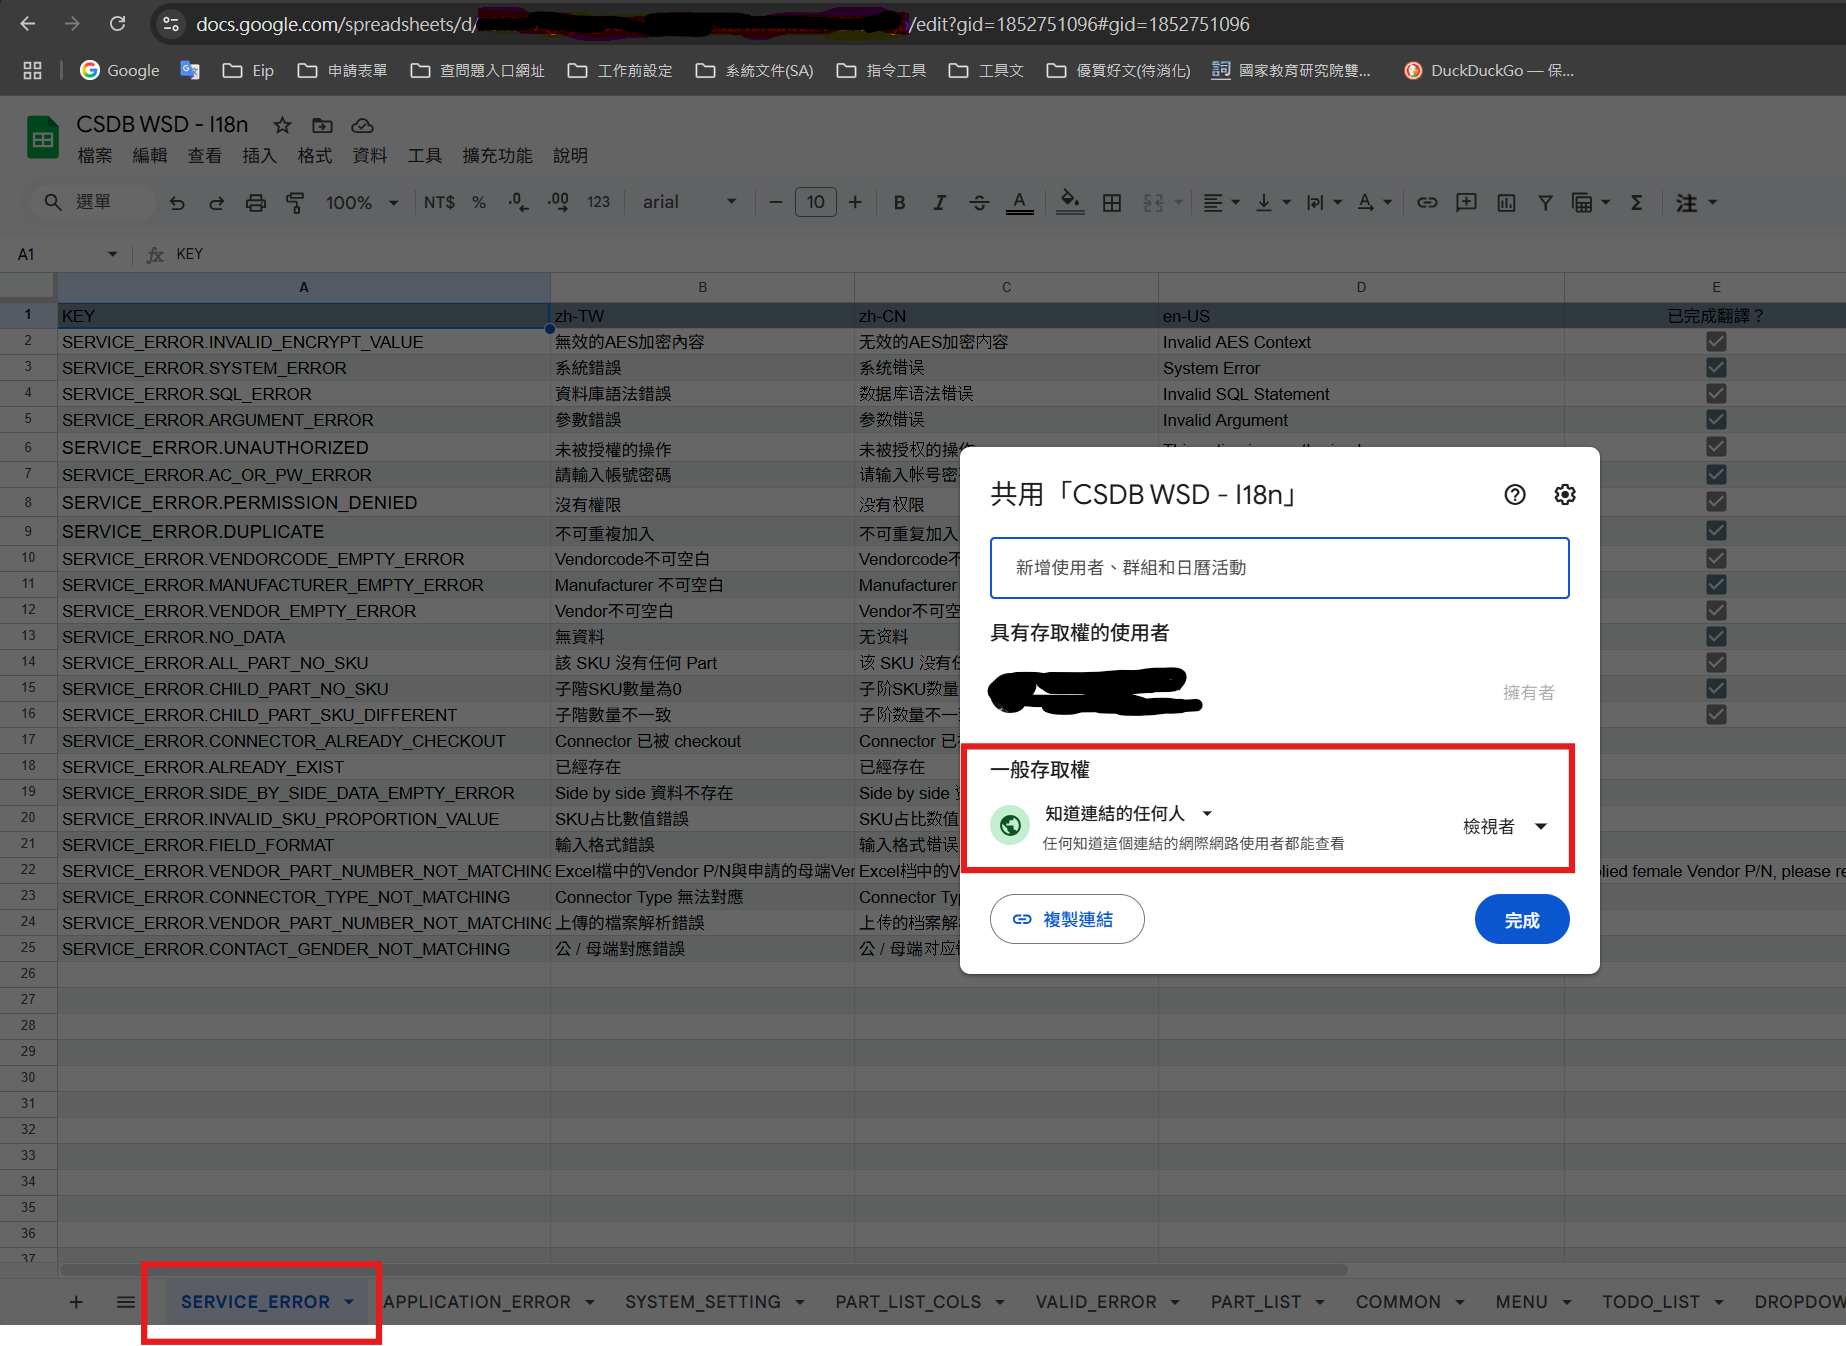 docs.google.com/spreadsheets/d/ /edit?gid=1852751096#gid=1852751096
Google Eip 申請表單 查問題入口網址 工作前設定 系統文件(SA) 指令工具 工具文 優質好文(待消化) 國家教育研究院雙... DuckDuckGo — 保...
CSDB WSD - I18n
檔案 編輯 查看 插入 格式 資料 工具 擴充功能 說明
選單 100% NT$ % .0 .00 123 arial 10 B I A 注
A1 fx KEY
A B C D E
1 KEY zh-TW zh-CN en-US 已完成翻譯？
2 SERVICE_ERROR.INVALID_ENCRYPT_VALUE 無效的AES加密內容 无效的AES加密内容 Invalid AES Context
3 SERVICE_ERROR.SYSTEM_ERROR 系統錯誤 系统错误 System Error
4 SERVICE_ERROR.SQL_ERROR 資料庫語法錯誤 数据库语法错误 Invalid SQL Statement
5 SERVICE_ERROR.ARGUMENT_ERROR 參數錯誤 参数错误 Invalid Argument
6 SERVICE_ERROR.UNAUTHORIZED 未被授權的操作 未被授权的操作
7 SERVICE_ERROR.AC_OR_PW_ERROR 請輸入帳號密碼 请输入帐号密
8 SERVICE_ERROR.PERMISSION_DENIED 沒有權限 没有权限
9 SERVICE_ERROR.DUPLICATE 不可重複加入 不可重复加入
10 SERVICE_ERROR.VENDORCODE_EMPTY_ERROR Vendorcode不可空白 Vendorcode不
11 SERVICE_ERROR.MANUFACTURER_EMPTY_ERROR Manufacturer 不可空白 Manufacturer
12 SERVICE_ERROR.VENDOR_EMPTY_ERROR Vendor不可空白 Vendor不可空
13 SERVICE_ERROR.NO_DATA 無資料 无资料
14 SERVICE_ERROR.ALL_PART_NO_SKU 該 SKU 沒有任何 Part 该 SKU 没有任
15 SERVICE_ERROR.CHILD_PART_NO_SKU 子階SKU數量為0 子阶SKU数量
16 SERVICE_ERROR.CHILD_PART_SKU_DIFFERENT 子階數量不一致 子阶数量不一
17 SERVICE_ERROR.CONNECTOR_ALREADY_CHECKOUT Connector 已被 checkout Connector 已
18 SERVICE_ERROR.ALREADY_EXIST 已經存在 已經存在
19 SERVICE_ERROR.SIDE_BY_SIDE_DATA_EMPTY_ERROR Side by side 資料不存在 Side by side
20 SERVICE_ERROR.INVALID_SKU_PROPORTION_VALUE SKU占比數值錯誤 SKU占比数
21 SERVICE_ERROR.FIELD_FORMAT 輸入格式錯誤 输入格式错误
22 SERVICE_ERROR.VENDOR_PART_NUMBER_NOT_MATCHING Excel檔中的Vendor P/N與申請的母端Ver Excel档中的V lied female Vendor P/N, please re
23 SERVICE_ERROR.CONNECTOR_TYPE_NOT_MATCHING Connector Type 無法對應 Connector Ty
24 SERVICE_ERROR.VENDOR_PART_NUMBER_NOT_MATCHING 上傳的檔案解析錯誤 上传的档案解
25 SERVICE_ERROR.CONTACT_GENDER_NOT_MATCHING 公 / 母端對應錯誤 公 / 母端对应
26
27
28
29
30
31
32
33
34
35
36
37
共用「CSDB WSD - I18n」
新增使用者、群組和日曆活動
具有存取權的使用者
擁有者
一般存取權
知道連結的任何人
檢視者
任何知道這個連結的網際網路使用者都能查看
複製連結 完成
SERVICE_ERROR APPLICATION_ERROR SYSTEM_SETTING PART_LIST_COLS VALID_ERROR PART_LIST COMMON MENU TODO_LIST DROPDOW